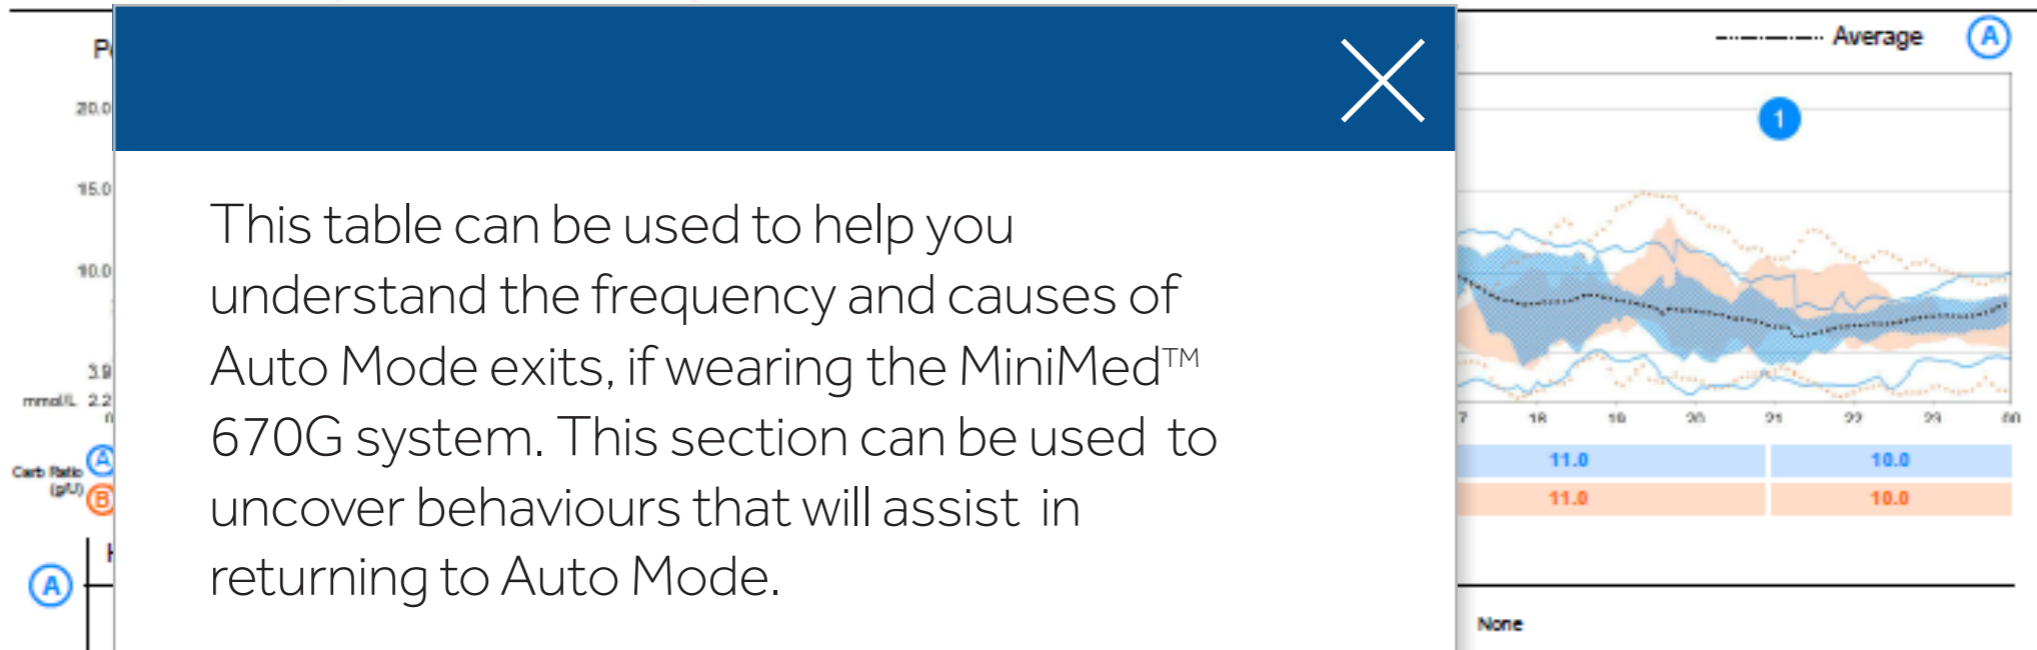 Average A
20.0
1
15.0
This table can be used to help you
understand the frequency and causes of
10.0
Auto Mode exits, if wearing the MiniMed™
3.9
670G system. This section can be used to
mmol/L 2.2
18 19 20 21 22 23 00
uncover behaviours that will assist in
Carb Ratio
(g/U)
A 11.0 10.0
B 11.0 10.0
returning to Auto Mode.
A
None